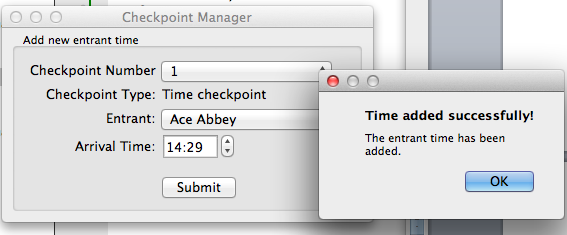 Checkpoint Manager
Add new entrant time
Checkpoint Number 1
Checkpoint Type: Time checkpoint
Entrant: Ace Abbey
Arrival Time: 14:29
Submit
Time added successfully!
The entrant time has been
added.
OK